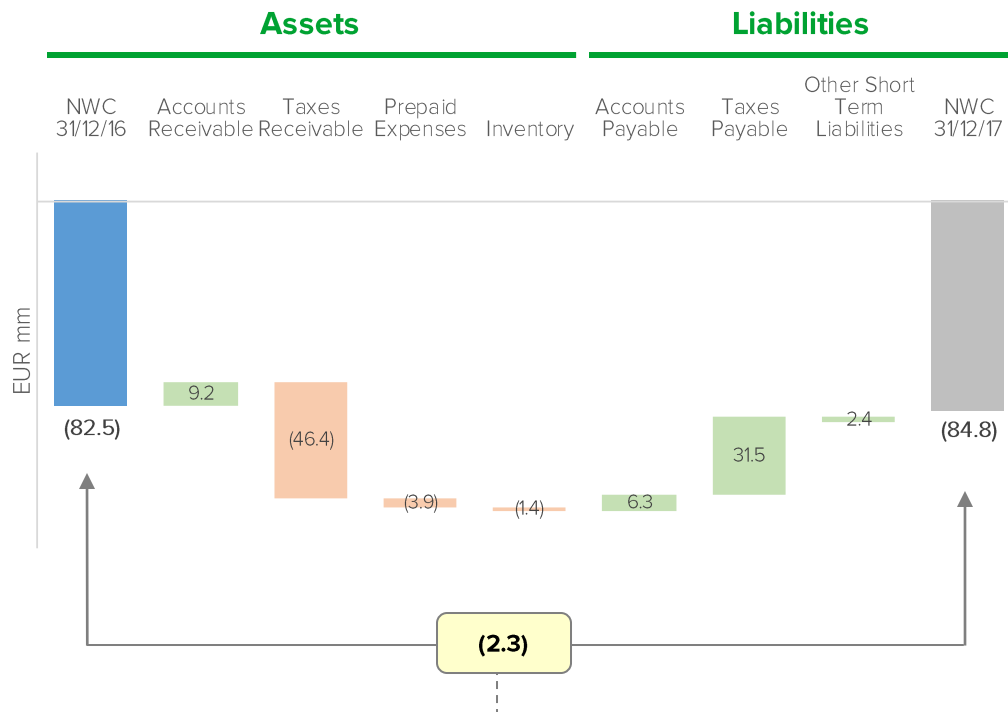 Assets
Liabilities
NWC
31/12/16
Accounts
Receivable
Taxes
Receivable
Prepaid
Expenses
Inventory
Accounts
Payable
Taxes
Payable
Other Short
Term
Liabilities
NWC
31/12/17
EUR mm
(82.5)
9.2
(46.4)
(3.9)
(1.4)
6.3
31.5
2.4
(84.8)
(2.3)